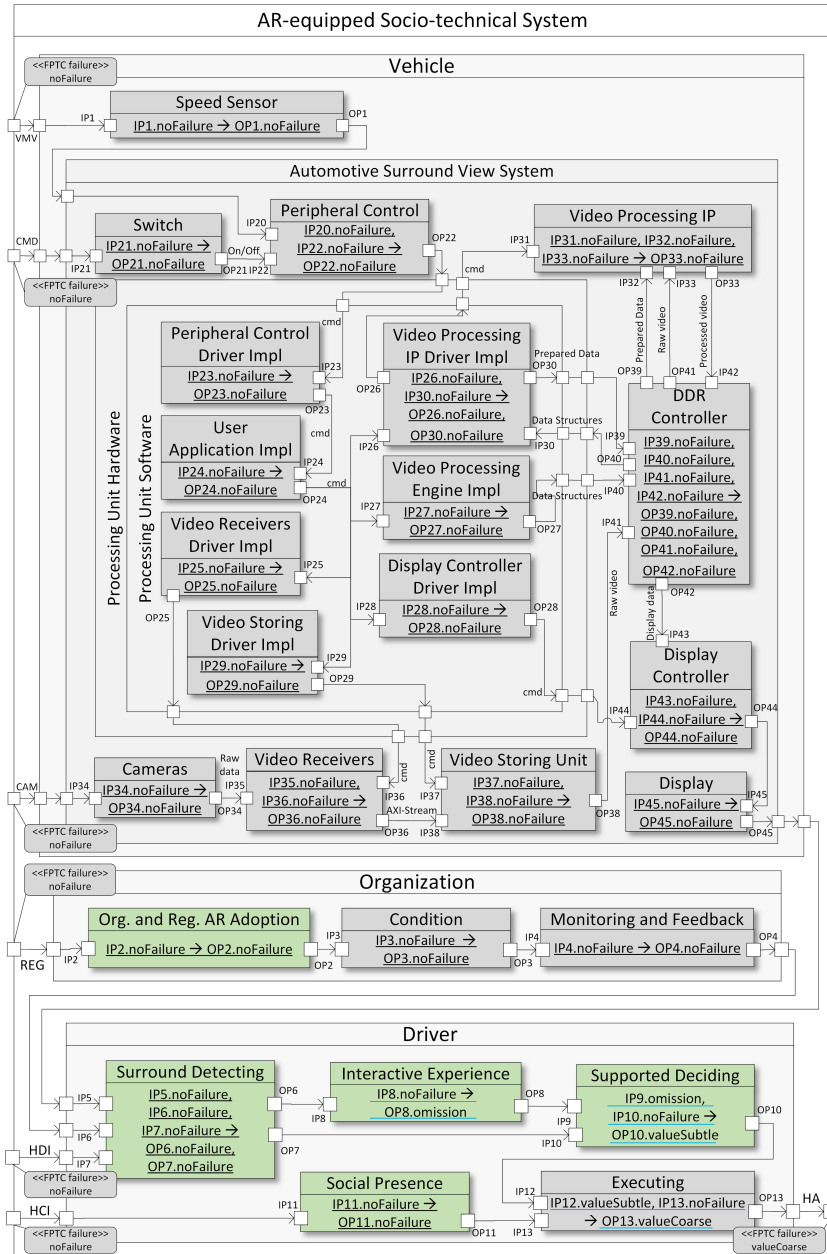 AR-equipped Socio-technical System
<<FPTC failure>>
noFailure
Vehicle
Speed Sensor
IP1.noFailure → OP1.noFailure
IP1
OP1
VMV
Automotive Surround View System
CMD
Switch
IP21.noFailure →
OP21.noFailure
IP21
On/Off
OP21
IP20
IP22
Peripheral Control
IP20.noFailure,
IP22.noFailure →
OP22.noFailure
OP22
cmd
IP31
Video Processing IP
IP31.noFailure, IP32.noFailure,
IP33.noFailure → OP33.noFailure
IP32
IP33
OP33
<<FPTC failure>>
noFailure
Processing Unit Hardware
Processing Unit Software
cmd
Peripheral Control
Driver Impl
IP23.noFailure →
OP23.noFailure
IP23
OP23
cmd
User
Application Impl
IP24.noFailure →
OP24.noFailure
IP24
OP24
cmd
Video Receivers
Driver Impl
IP25.noFailure →
OP25.noFailure
IP25
OP25
Video Storing
Driver Impl
IP29.noFailure →
OP29.noFailure
IP29
OP29
Video Processing
IP Driver Impl
IP26.noFailure,
IP30.noFailure →
OP26.noFailure,
OP30.noFailure
OP26
IP26
Prepared Data
OP30
Data Structures
IP30
Video Processing
Engine Impl
IP27.noFailure →
OP27.noFailure
IP27
Data Structures
OP27
Display Controller
Driver Impl
IP28.noFailure →
OP28.noFailure
IP28
OP28
cmd
Prepared Data
Raw video
Processed video
OP39
OP41
IP42
DDR
Controller
IP39.noFailure,
IP40.noFailure,
IP41.noFailure,
IP42.noFailure →
OP39.noFailure,
OP40.noFailure,
OP41.noFailure,
OP42.noFailure
IP39
OP40
IP40
IP41
Raw video
OP42
Display data
IP43
Display
Controller
IP43.noFailure,
IP44.noFailure →
OP44.noFailure
IP44
OP44
CAM
IP34
Cameras
IP34.noFailure →
OP34.noFailure
Raw
data
IP35
OP34
Video Receivers
IP35.noFailure,
IP36.noFailure →
OP36.noFailure
cmd
IP36
AXI-Stream
OP36
cmd
IP37
IP38
Video Storing Unit
IP37.noFailure,
IP38.noFailure →
OP38.noFailure
OP38
Display
IP45.noFailure →
OP45.noFailure
IP45
OP45
<<FPTC failure>>
noFailure
<<FPTC failure>>
noFailure
Organization
REG
IP2
Org. and Reg. AR Adoption
IP2.noFailure → OP2.noFailure
IP3
OP2
Condition
IP3.noFailure →
OP3.noFailure
IP4
OP3
Monitoring and Feedback
IP4.noFailure → OP4.noFailure
OP4
Driver
IP5
IP6
IP7
HDI
Surround Detecting
IP5.noFailure,
IP6.noFailure,
IP7.noFailure →
OP6.noFailure,
OP7.noFailure
OP6
OP7
IP8
Interactive Experience
IP8.noFailure →
OP8.omission
OP8
IP9
IP10
Supported Deciding
IP9.omission,
IP10.noFailure →
OP10.valueSubtle
OP10
<<FPTC failure>>
noFailure
HCI
IP11
Social Presence
IP11.noFailure →
OP11.noFailure
OP11
IP12
IP13
Executing
IP12.valueSubtle, IP13.noFailure
→ OP13.valueCoarse
OP13
HA
<<FPTC failure>>
noFailure
<<FPTC failure>>
valueCoarse